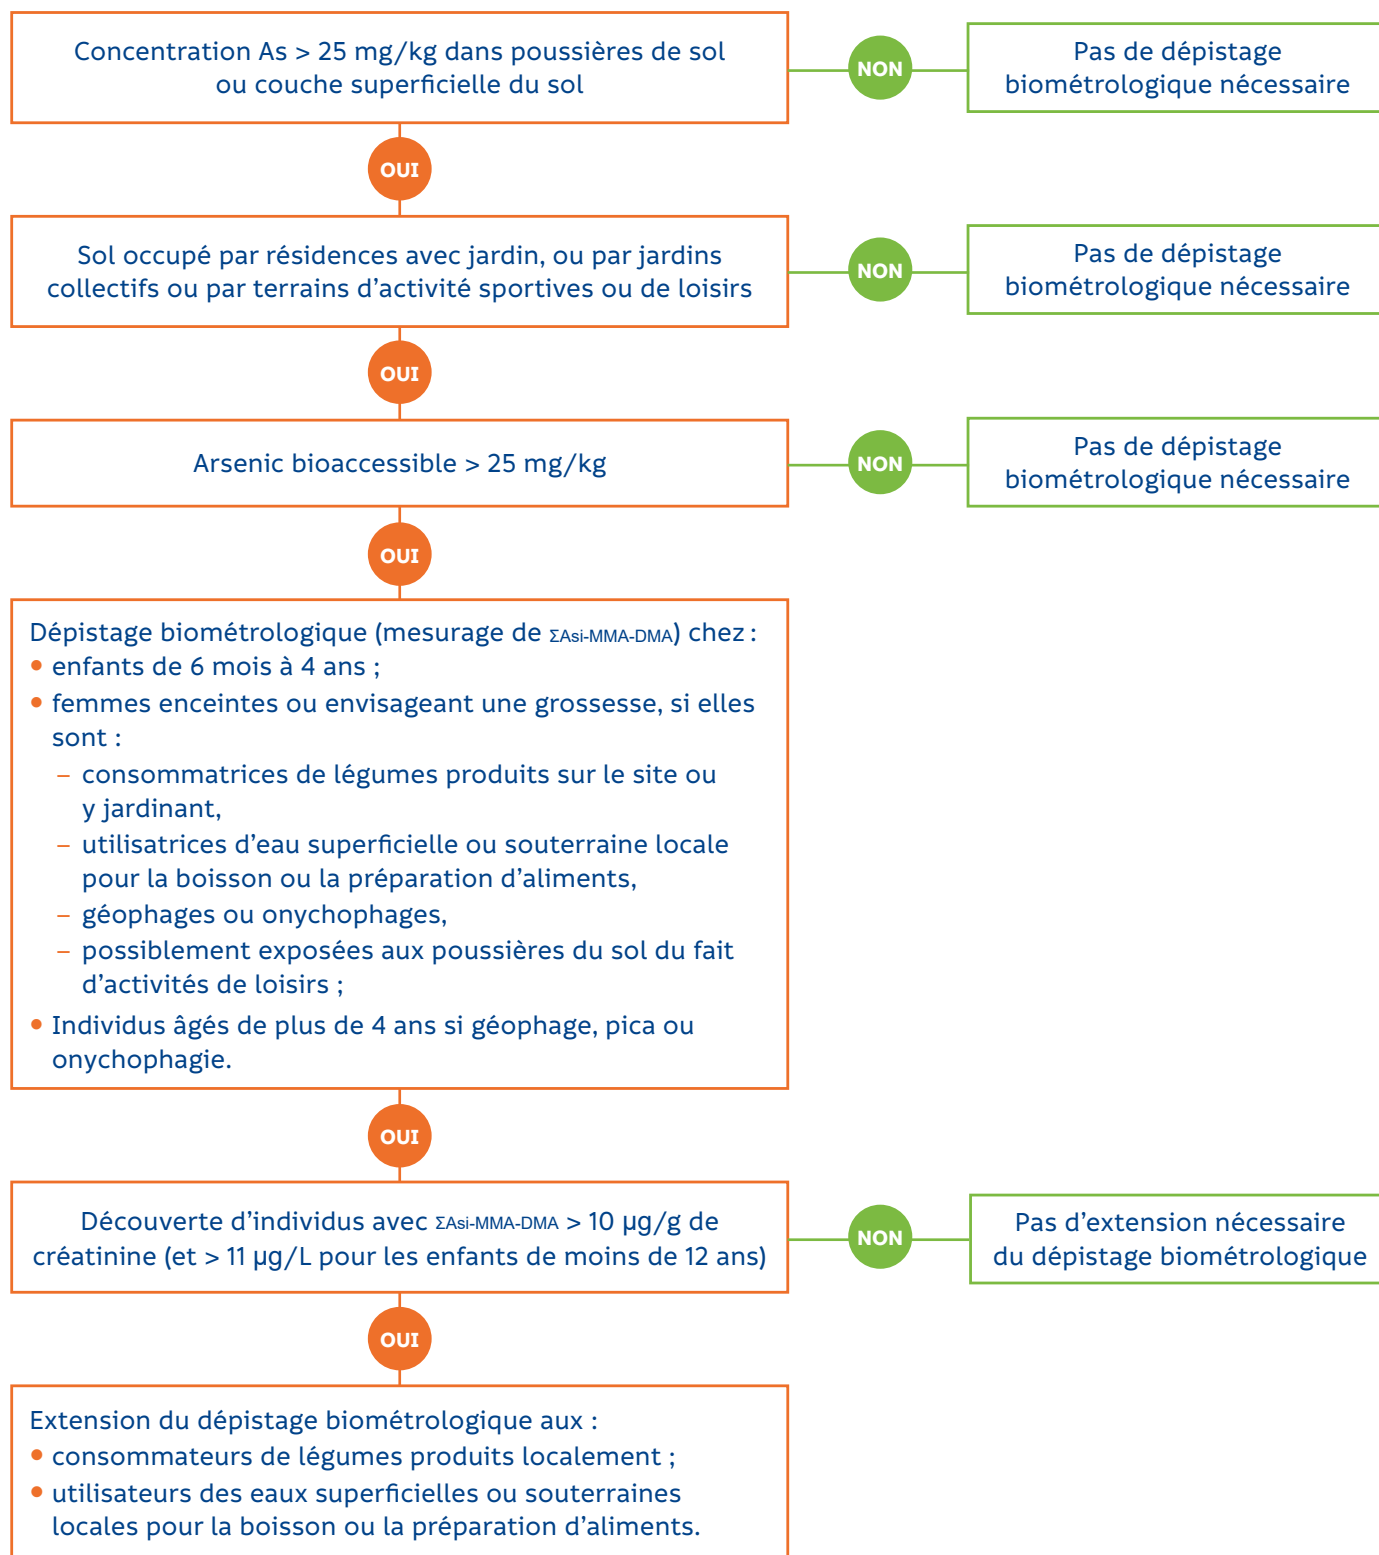 Concentration As > 25 mg/kg dans poussières de sol
ou couche superficielle du sol
NON
Pas de dépistage
biométrologique nécessaire
OUI
Sol occupé par résidences avec jardin, ou par jardins
collectifs ou par terrains d’activité sportives ou de loisirs
NON
Pas de dépistage
biométrologique nécessaire
OUI
Arsenic bioaccessible > 25 mg/kg
NON
Pas de dépistage
biométrologique nécessaire
OUI
Dépistage biométrologique (mesurage de ΣAsi-MMA-DMA) chez :
• enfants de 6 mois à 4 ans ;
• femmes enceintes ou envisageant une grossesse, si elles
sont :
– consommatrices de légumes produits sur le site ou
y jardinant,
– utilisatrices d’eau superficielle ou souterraine locale
pour la boisson ou la préparation d’aliments,
– géophages ou onychophages,
– possiblement exposées aux poussières du sol du fait
d’activités de loisirs ;
• Individus âgés de plus de 4 ans si géophage, pica ou
onychophagie.
OUI
Découverte d’individus avec ΣAsi-MMA-DMA > 10 µg/g de
créatinine (et > 11 µg/L pour les enfants de moins de 12 ans)
NON
Pas d’extension nécessaire
du dépistage biométrologique
OUI
Extension du dépistage biométrologique aux :
• consommateurs de légumes produits localement ;
• utilisateurs des eaux superficielles ou souterraines
locales pour la boisson ou la préparation d’aliments.